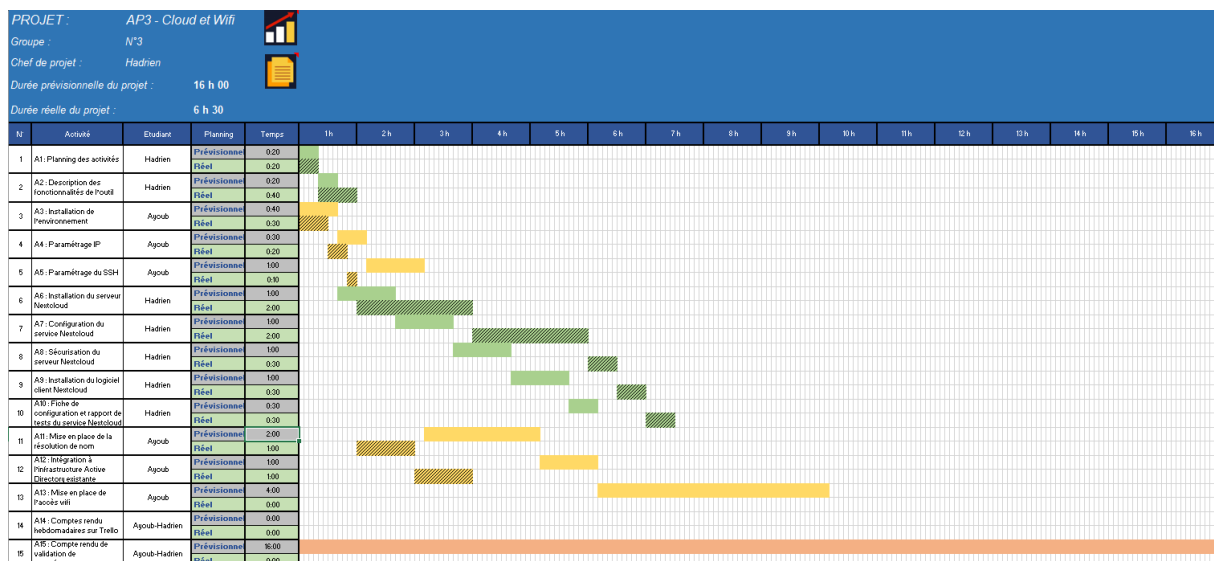 PROJET : AP3 - Cloud et Wifi
Groupe : N°3
Chef de projet : Hadrien
Durée prévisionnelle du projet : 16 h 00
Durée réelle du projet : 6 h 30
N° Activité Etudiant Planning Temps 1 h 2 h 3 h 4 h 5 h 6 h 7 h 8 h 9 h 10 h 11 h 12 h 13 h 14 h 15 h 16 h
1 A1 : Planning des activités Hadrien Prévisionnel 0:20
Réel 0:20
2 A2 : Description des Hadrien Prévisionnel 0:20
fonctionnalités de l'outil Réel 0:40
3 A3 : Installation de Ayoub Prévisionnel 0:40
l'environnement Réel 0:30
4 A4 : Paramétrage IP Ayoub Prévisionnel 0:30
Réel 0:20
5 A5 : Paramétrage du SSH Ayoub Prévisionnel 1:00
Réel 0:10
6 A6 : Installation du serveur Hadrien Prévisionnel 1:00
Nextcloud Réel 2:00
7 A7 : Configuration du Hadrien Prévisionnel 1:00
service Nextcloud Réel 2:00
8 A8 : Sécurisation du Hadrien Prévisionnel 1:00
serveur Nextcloud Réel 0:30
9 A9 : Installation du logiciel Hadrien Prévisionnel 1:00
client Nextcloud Réel 0:30
10 A10 : Fiche de Hadrien Prévisionnel 0:30
configuration et rapport de
tests du service Nextcloud Réel 0:30
11 A11 : Mise en place de la Ayoub Prévisionnel 2:00
résolution de nom Réel 1:00
12 A12 : Intégration à Ayoub Prévisionnel 1:00
l'infrastructure Active
Directory existante Réel 1:00
13 A13 : Mise en place de Ayoub Prévisionnel 4:00
l'accès wifi Réel 0:00
14 A14 : Comptes rendu Ayoub-Hadrien Prévisionnel 0:00
hebdomadaires sur Trello Réel 0:00
15 A15 : Compte rendu de Ayoub-Hadrien Prévisionnel 16:00
validation de Réel 0:00